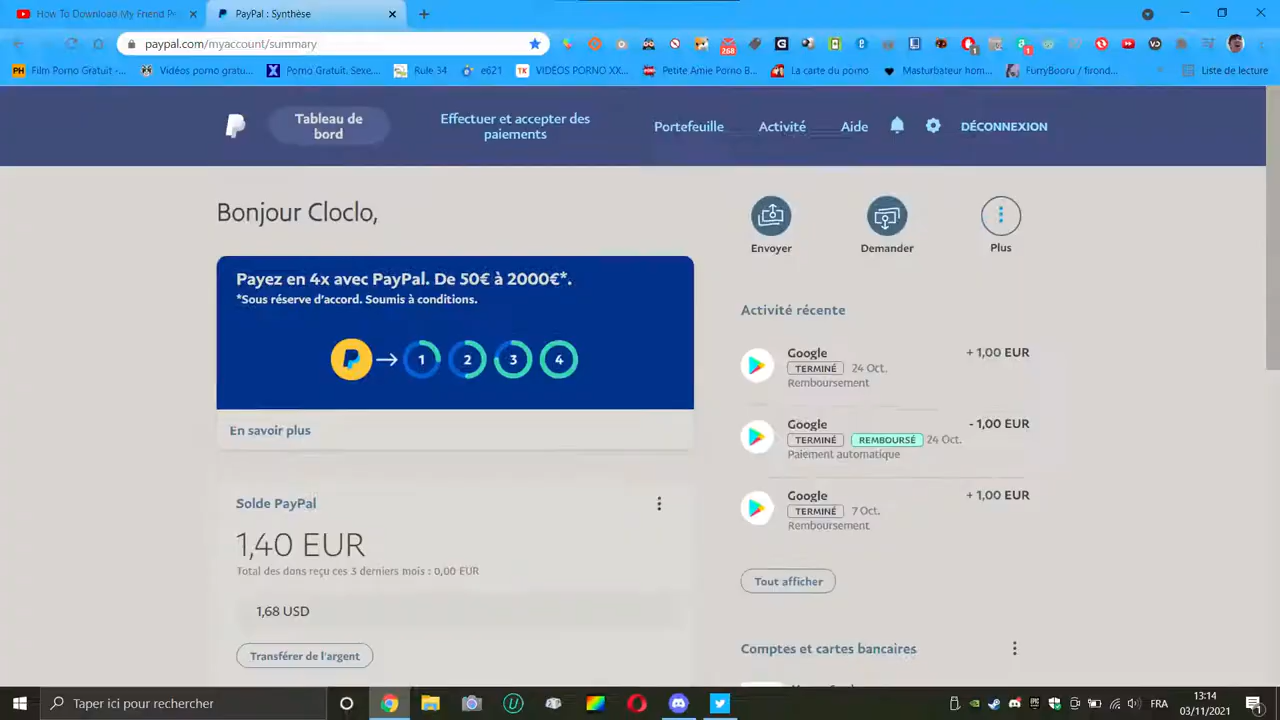 How To Download My Friend Pe
PayPal : Synthèse
paypal.com/myaccount/summary
268
1
1
PH Film Porno Gratuit -...
Vidéos porno gratu...
X Porno Gratuit. Sexe,...
Rule 34
e621
1K VIDÉOS PORNO XX...
Petite Amie Porno B...
La carte du porno
Masturbateur hom...
FurryBooru / firond...
Liste de lecture
Tableau de
bord
Effectuer et accepter des
paiements
Portefeuille
Activité
Aide
DÉCONNEXION
Bonjour Cloclo,
Envoyer
Demander
Plus
Payez en 4x avec PayPal. De 50€ à 2000€*.
*Sous réserve d'accord. Soumis à conditions.
1 2 3 4
En savoir plus
Activité récente
Google + 1,00 EUR
TERMINÉ 24 Oct.
Remboursement
Google - 1,00 EUR
TERMINÉ REMBOURSÉ 24 Oct.
Paiement automatique
Google + 1,00 EUR
TERMINÉ 7 Oct.
Remboursement
Tout afficher
Solde PayPal
1,40 EUR
Total des dons reçu ces 3 derniers mois : 0,00 EUR
1,68 USD
Transférer de l'argent
Comptes et cartes bancaires
Taper ici pour rechercher
FRA
13:14
03/11/2021